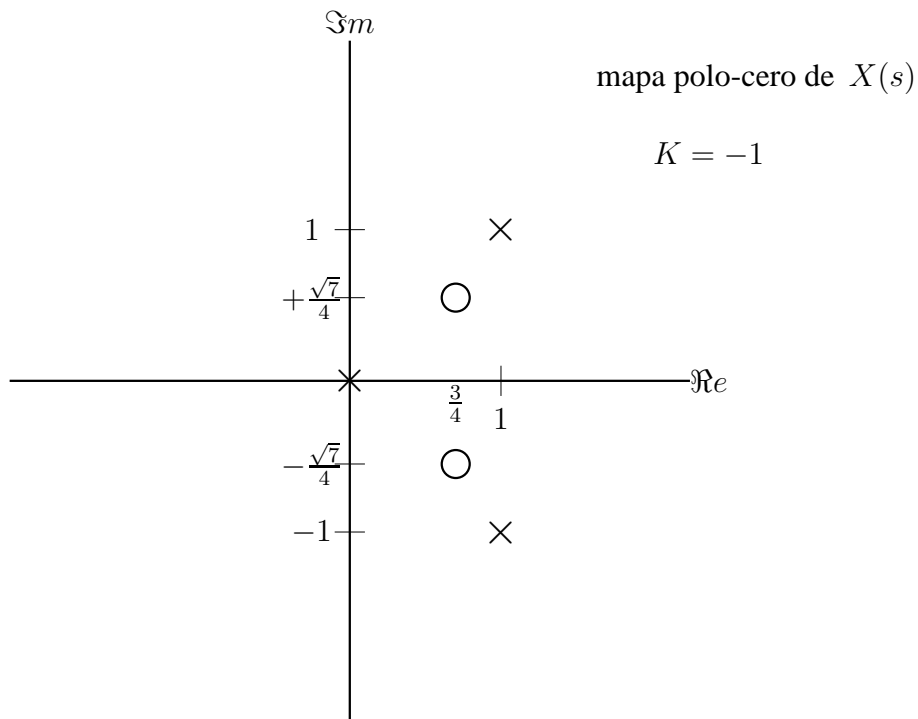 ℑm
mapa polo-cero de X(s)
K = −1
1
+√7/4
ℜe
3/4
1
−√7/4
−1